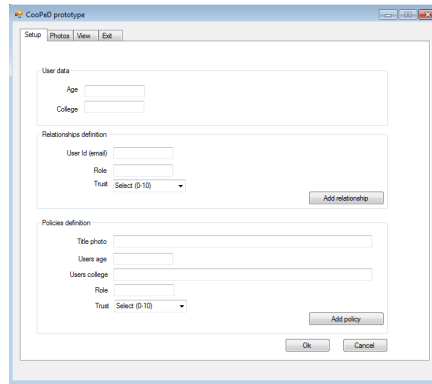 CooPeD prototype
Setup Photos View Exit
User data
Age
College
Relationships definition
User Id (email)
Role
Trust Select (0-10)
Add relationship
Policies definition
Title photo
Users age
Users college
Role
Trust Select (0-10)
Add policy
Ok Cancel